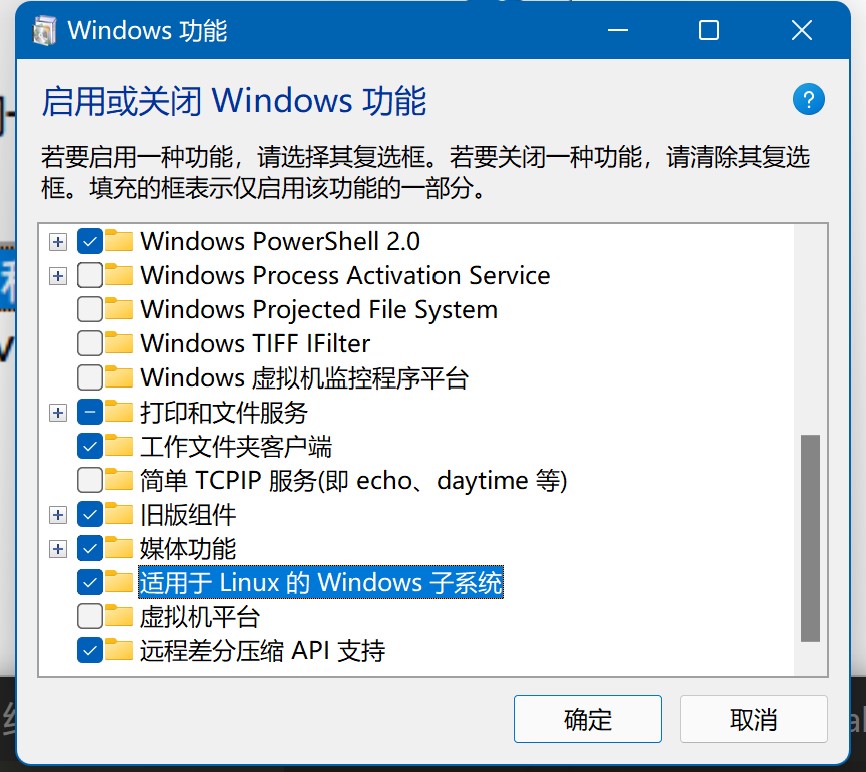 Windows 功能
启用或关闭 Windows 功能
?
若要启用一种功能，请选择其复选框。若要关闭一种功能，请清除其复选
框。填充的框表示仅启用该功能的一部分。
Windows PowerShell 2.0
Windows Process Activation Service
Windows Projected File System
Windows TIFF IFilter
Windows 虚拟机监控程序平台
打印和文件服务
工作文件夹客户端
简单 TCPIP 服务(即 echo、daytime 等)
旧版组件
媒体功能
适用于 Linux 的 Windows 子系统
虚拟机平台
远程差分压缩 API 支持
确定
取消